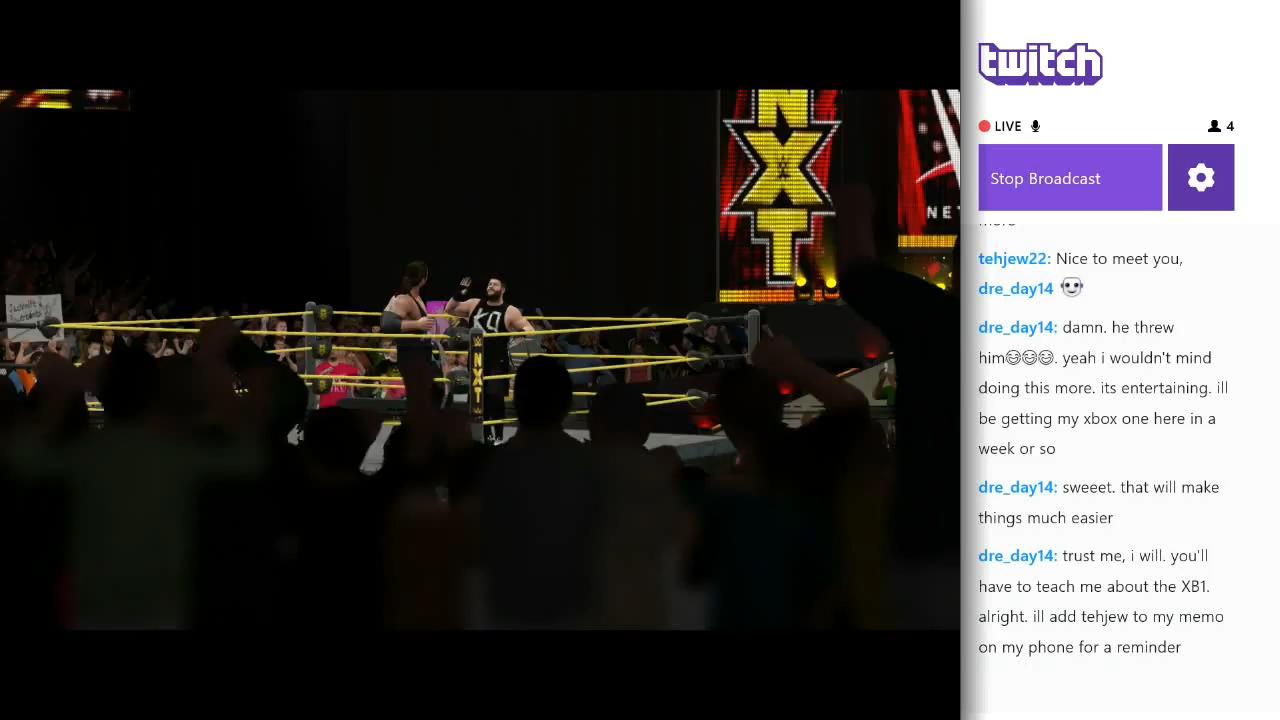 NXT
NET
KO
NXT
twitch
LIVE
4
Stop Broadcast
tehjew22: Nice to meet you,
dre_day14
dre_day14: damn. he threw
him😄😄😄. yeah i wouldn't mind
doing this more. its entertaining. ill
be getting my xbox one here in a
week or so
dre_day14: sweeet. that will make
things much easier
dre_day14: trust me, i will. you'll
have to teach me about the XB1.
alright. ill add tehjew to my memo
on my phone for a reminder